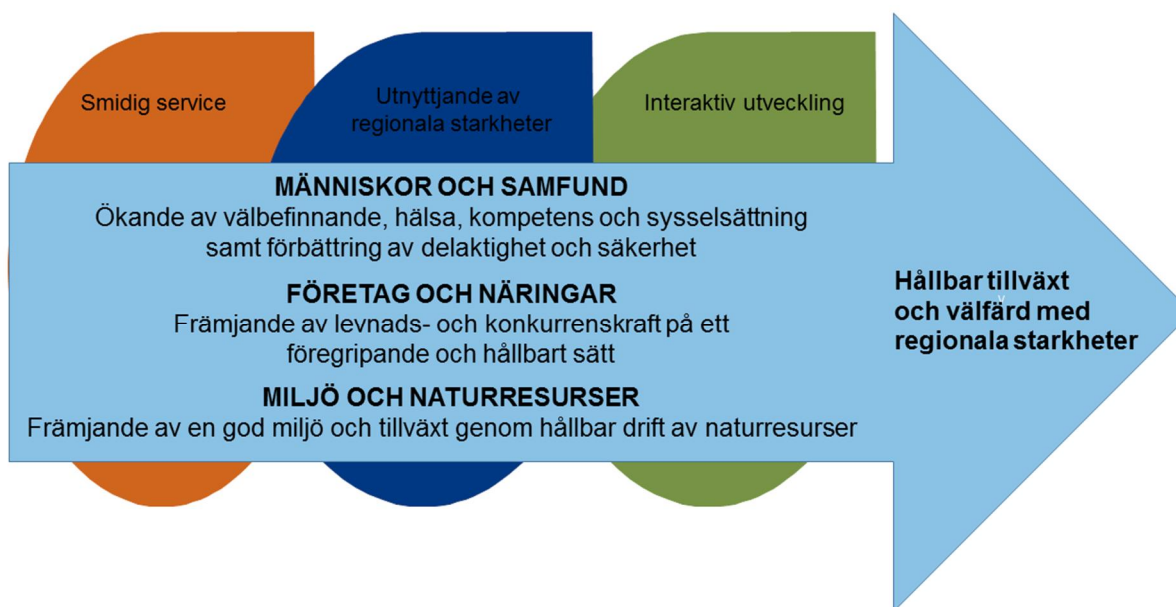 Smidig service
Utnyttjande av
regionala starkheter
Interaktiv utveckling
MÄNNISKOR OCH SAMFUND
Ökande av välbefinnande, hälsa, kompetens och sysselsättning
samt förbättring av delaktighet och säkerhet
FÖRETAG OCH NÄRINGAR
Främjande av levnads- och konkurrenskraft på ett
föregripande och hållbart sätt
MILJÖ OCH NATURRESURSER
Främjande av en god miljö och tillväxt genom hållbar drift av naturresurser
Hållbar tillväxt
v
och välfärd med
regionala starkheter